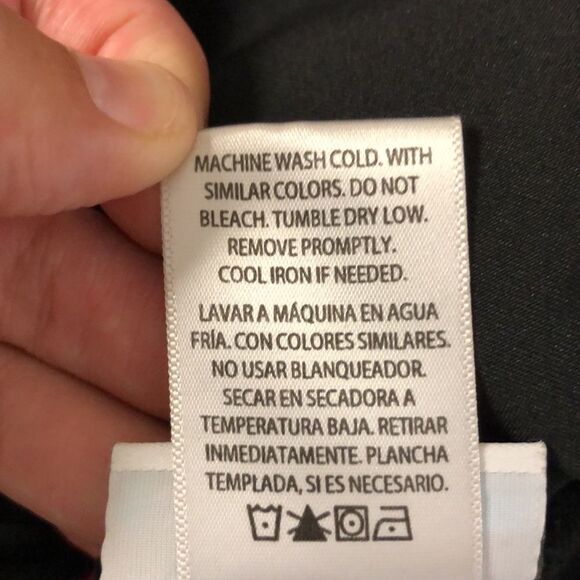 MACHINE WASH COLD. WITH
SIMILAR COLORS. DO NOT
BLEACH. TUMBLE DRY LOW.
REMOVE PROMPTLY.
COOL IRON IF NEEDED.
LAVAR A MÁQUINA EN AGUA
FRÍA. CON COLORES SIMILARES.
NO USAR BLANQUEADOR.
SECAR EN SECADORA A
TEMPERATURA BAJA. RETIRAR
INMEDIATAMENTE. PLANCHA
TEMPLADA, SI ES NECESARIO.